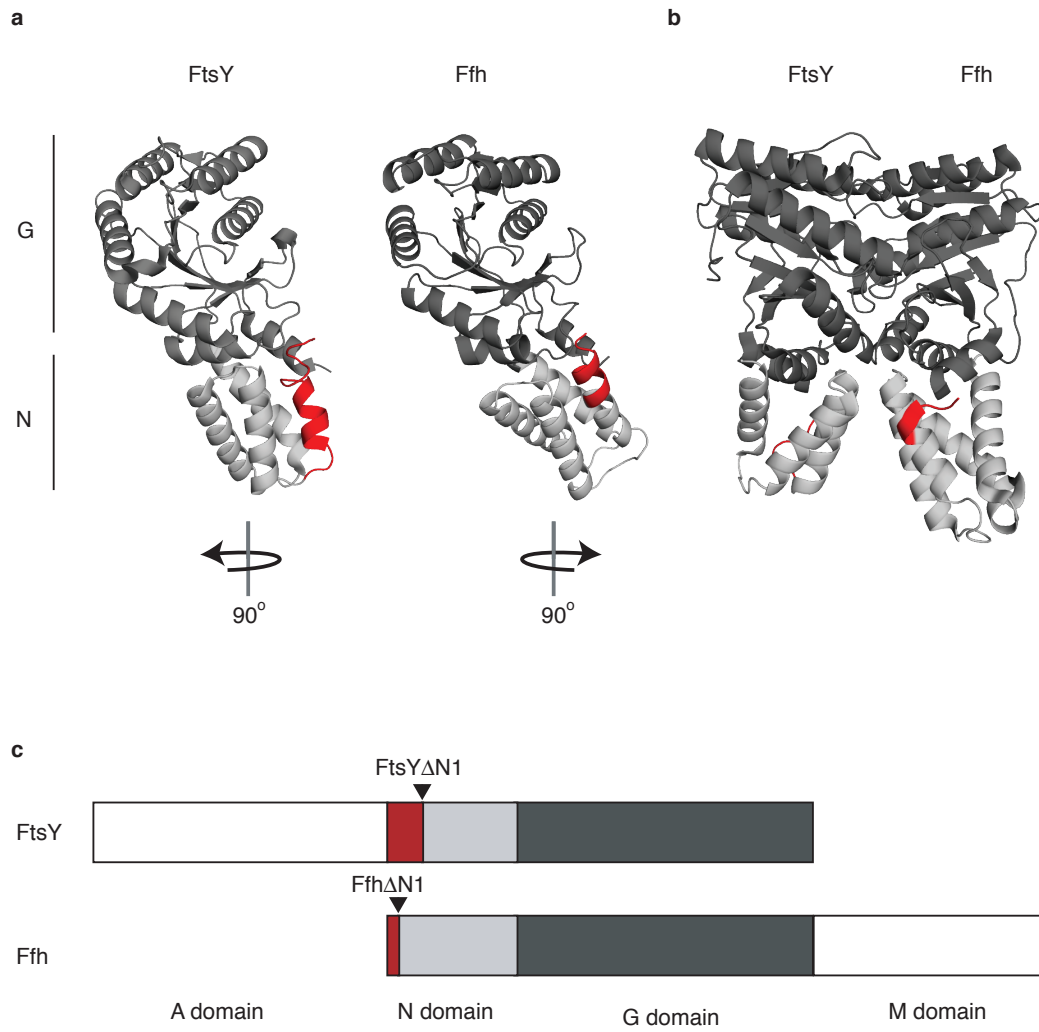 a
b
FtsY
Ffh
FtsY
Ffh
G
N
90°
90°
c
FtsYΔN1
FtsY
FfhΔN1
Ffh
A domain
N domain
G domain
M domain